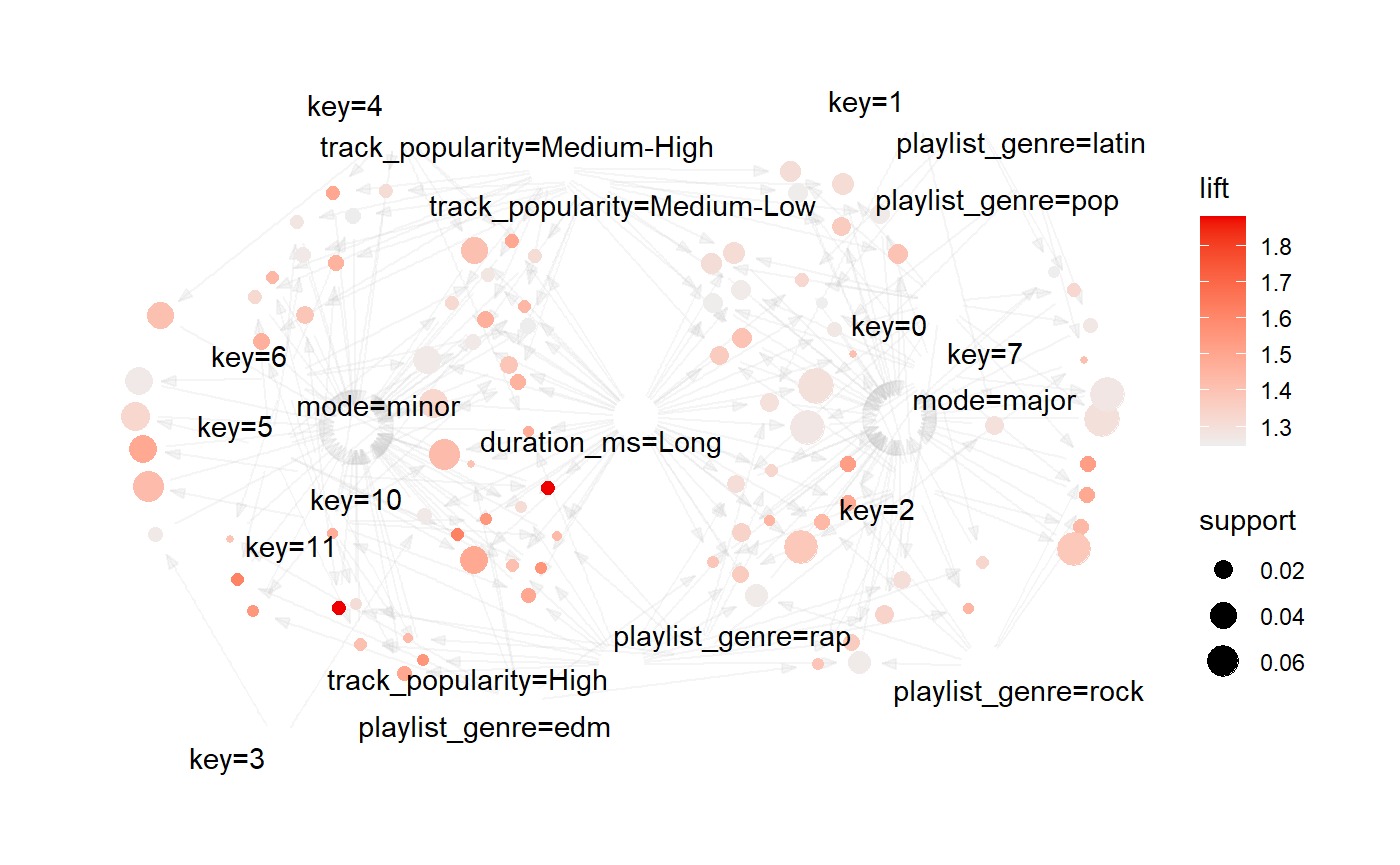 key=4
key=1
track_popularity=Medium-High
playlist_genre=latin
track_popularity=Medium-Low
playlist_genre=pop
key=0
key=6
key=7
mode=minor
mode=major
key=5
duration_ms=Long
key=10
key=2
key=11
playlist_genre=rap
track_popularity=High
playlist_genre=rock
playlist_genre=edm
key=3
lift
1.8
1.7
1.6
1.5
1.4
1.3
support
0.02
0.04
0.06